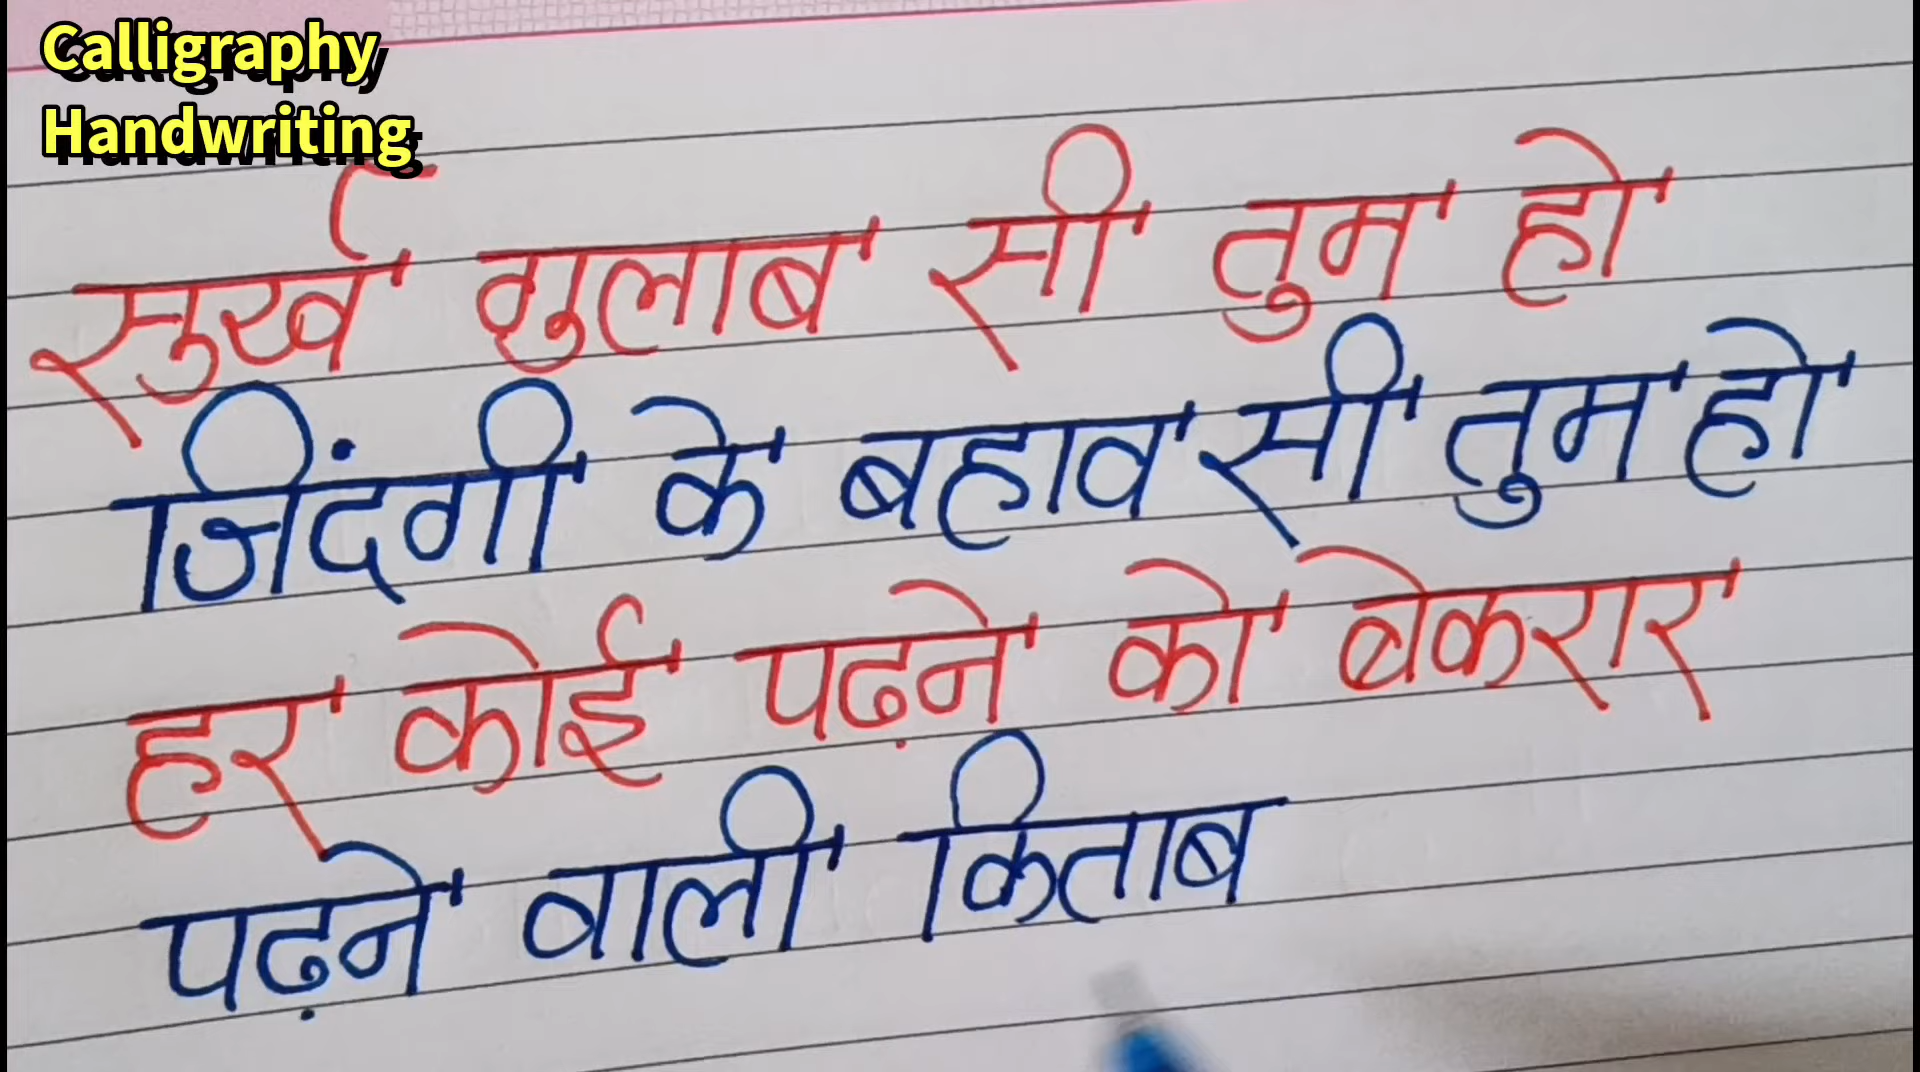 Calligraphy
Handwriting
सुर्ख गुलाब सी तुम हो
जिंदगी के बहाव सी तुम हो
हर कोई पढ़ने को बेकरार
पढ़ने वाली किताब